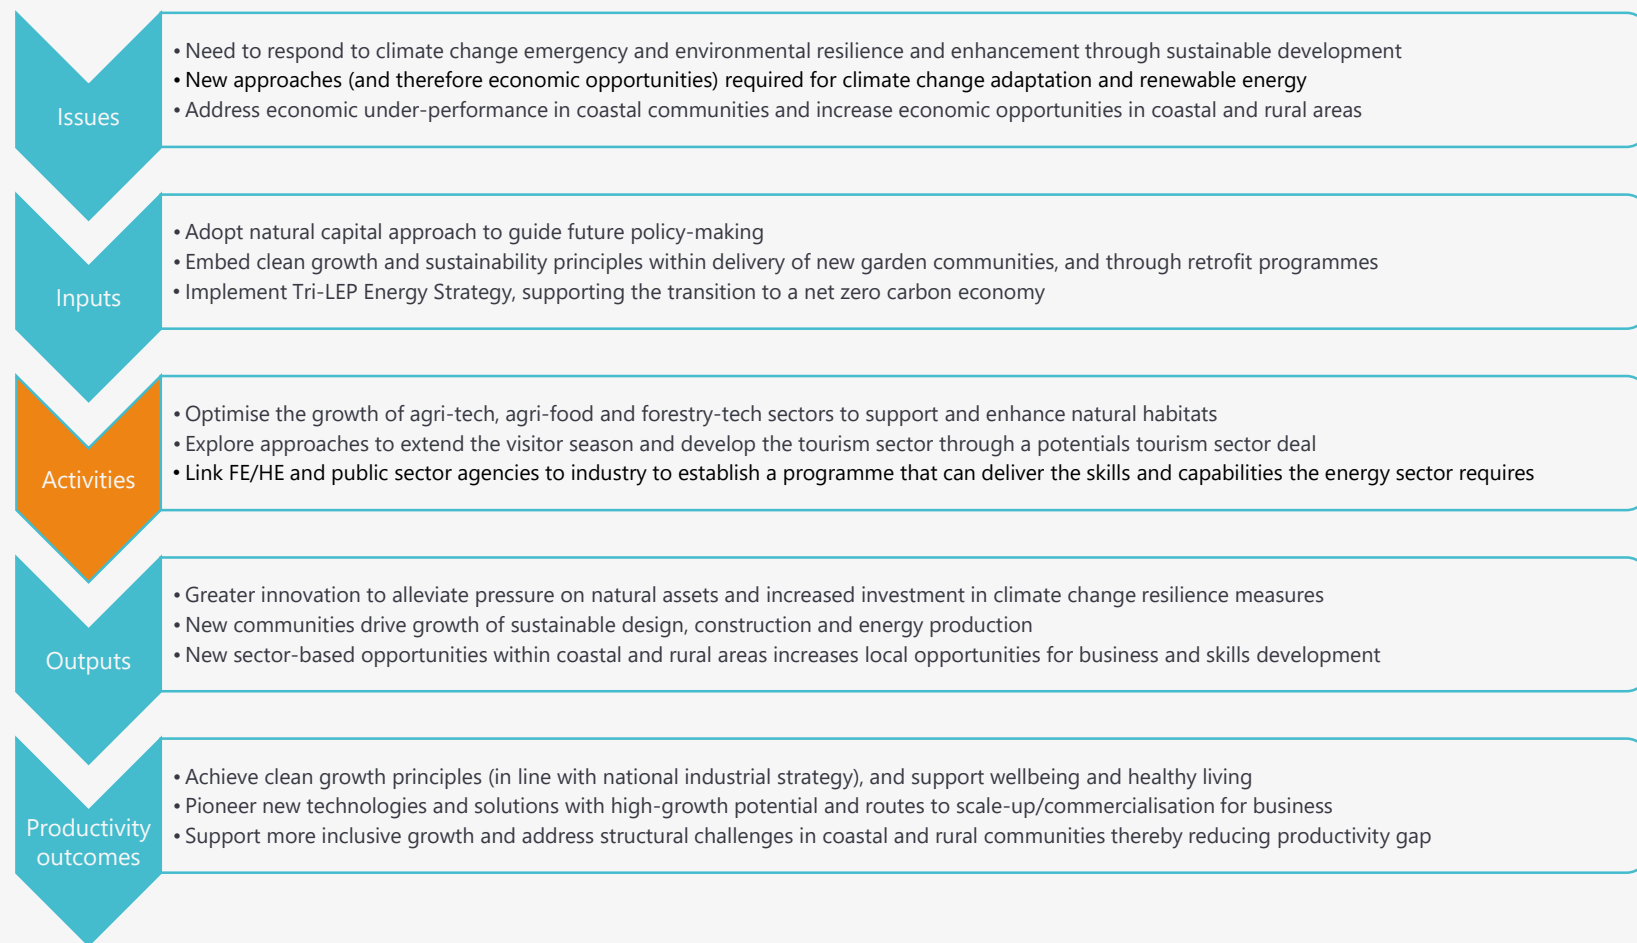 Issues
• Need to respond to climate change emergency and environmental resilience and enhancement through sustainable development
• New approaches (and therefore economic opportunities) required for climate change adaptation and renewable energy
• Address economic under-performance in coastal communities and increase economic opportunities in coastal and rural areas
Inputs
• Adopt natural capital approach to guide future policy-making
• Embed clean growth and sustainability principles within delivery of new garden communities, and through retrofit programmes
• Implement Tri-LEP Energy Strategy, supporting the transition to a net zero carbon economy
Activities
• Optimise the growth of agri-tech, agri-food and forestry-tech sectors to support and enhance natural habitats
• Explore approaches to extend the visitor season and develop the tourism sector through a potentials tourism sector deal
• Link FE/HE and public sector agencies to industry to establish a programme that can deliver the skills and capabilities the energy sector requires
Outputs
• Greater innovation to alleviate pressure on natural assets and increased investment in climate change resilience measures
• New communities drive growth of sustainable design, construction and energy production
• New sector-based opportunities within coastal and rural areas increases local opportunities for business and skills development
Productivity
outcomes
• Achieve clean growth principles (in line with national industrial strategy), and support wellbeing and healthy living
• Pioneer new technologies and solutions with high-growth potential and routes to scale-up/commercialisation for business
• Support more inclusive growth and address structural challenges in coastal and rural communities thereby reducing productivity gap